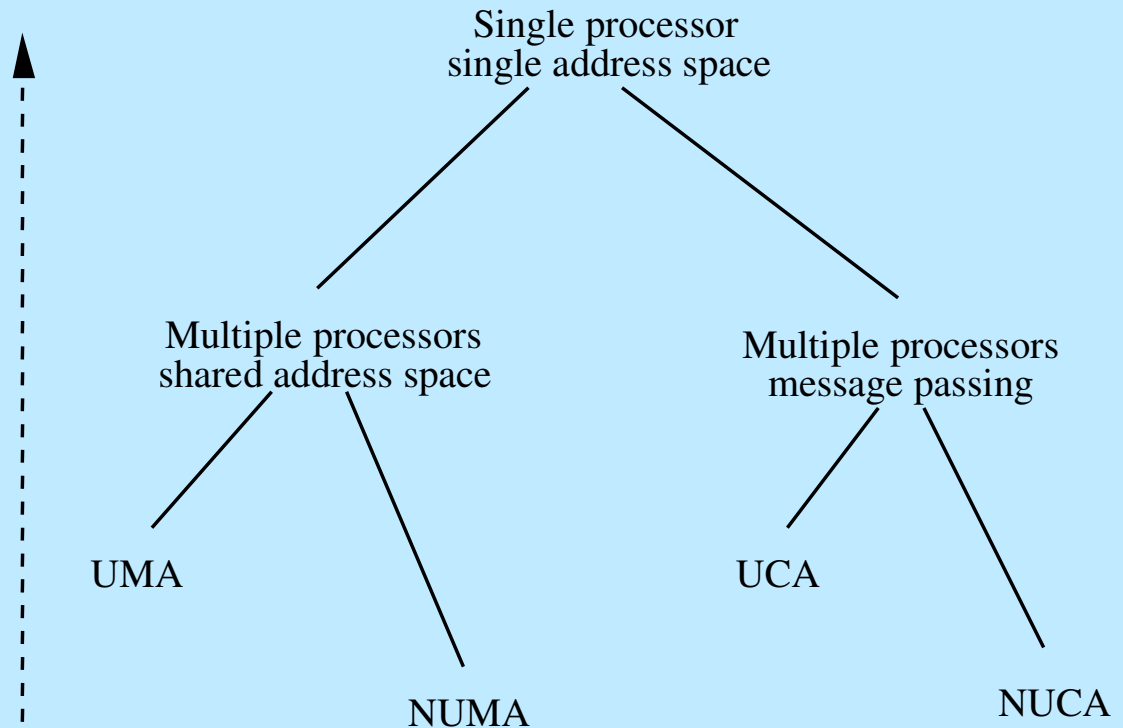 Single processor
single address space
Multiple processors
shared address space
Multiple processors
message passing
UMA
UCA
NUMA
NUCA